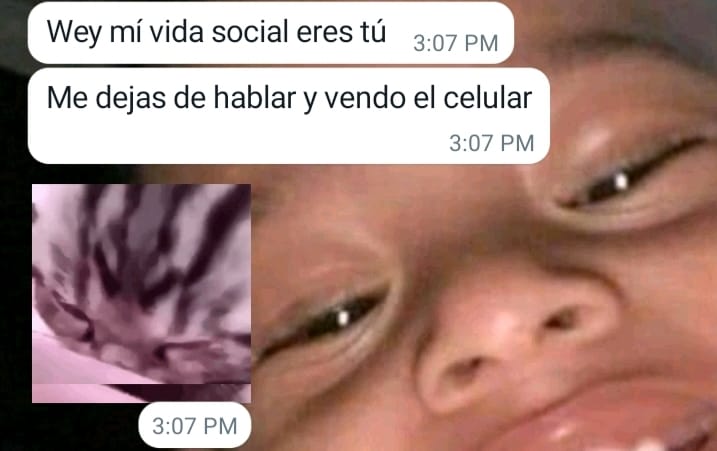 Wey mí vida social eres tú 3:07 PM
Me dejas de hablar y vendo el celular
3:07 PM
3:07 PM